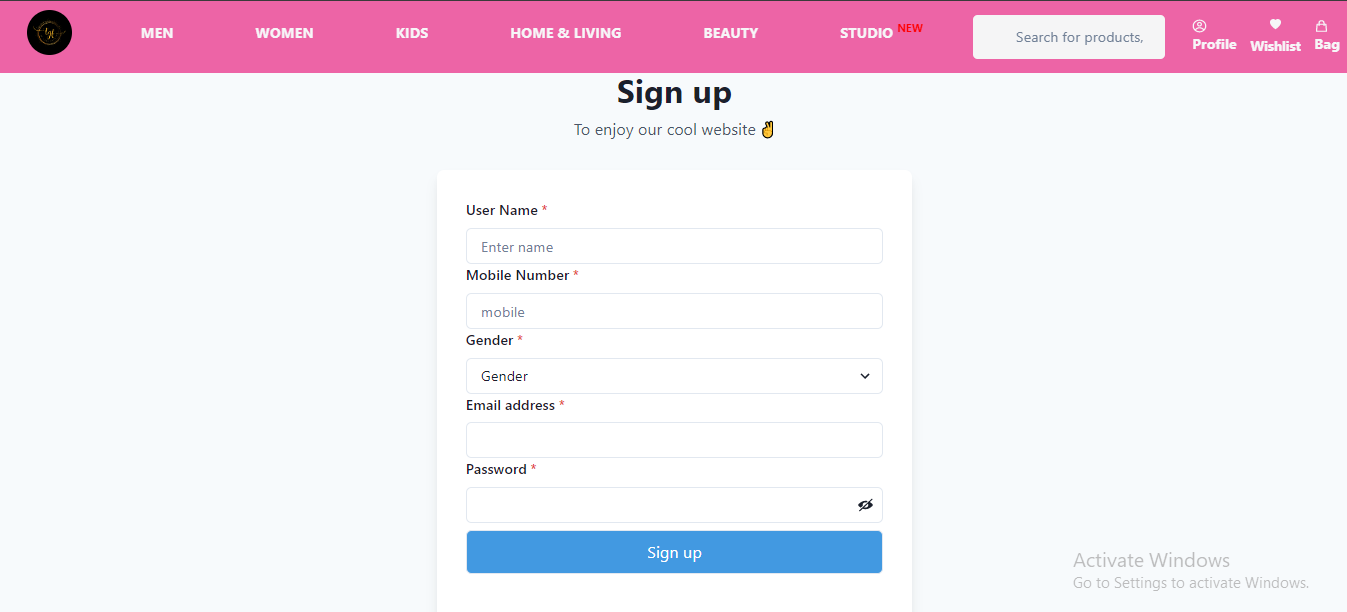 MEN WOMEN KIDS HOME & LIVING BEAUTY STUDIO NEW Search for products, Profile Wishlist Bag
Sign up
To enjoy our cool website ✌
User Name *
Enter name
Mobile Number *
mobile
Gender *
Gender
Email address *
Password *
Sign up
Activate Windows
Go to Settings to activate Windows.